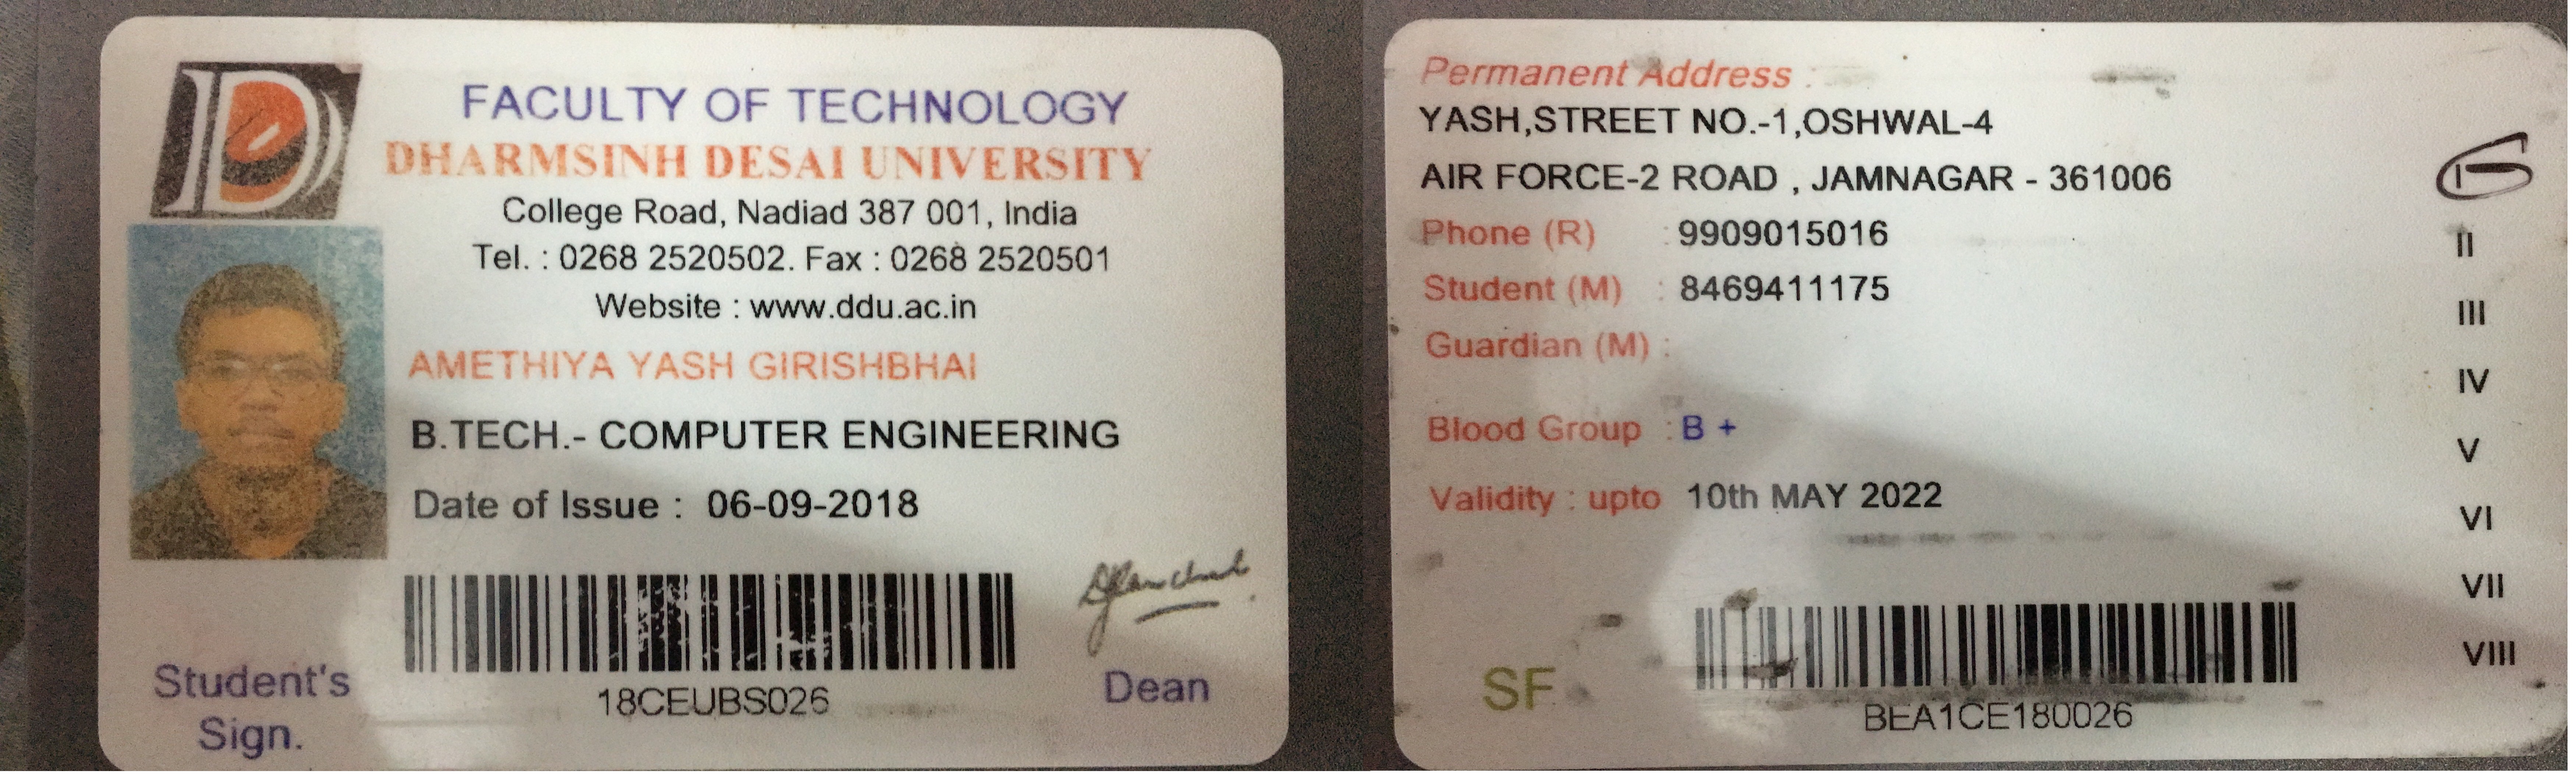 FACULTY OF TECHNOLOGY
DHARMSINH DESAI UNIVERSITY
College Road, Nadiad 387 001, India
Tel. : 0268 2520502. Fax : 0268 2520501
Website : www.ddu.ac.in
AMETHIYA YASH GIRISHBHAI
B.TECH.- COMPUTER ENGINEERING
Date of Issue : 06-09-2018
18CEUBS026
Student's
Sign.
Dean
Permanent Address :
YASH,STREET NO.-1,OSHWAL-4
AIR FORCE-2 ROAD , JAMNAGAR - 361006
Phone (R) : 9909015016
Student (M) : 8469411175
Guardian (M) :
Blood Group : B +
Validity : upto 10th MAY 2022
SF
BEA1CE180026
I
II
III
IV
V
VI
VII
VIII